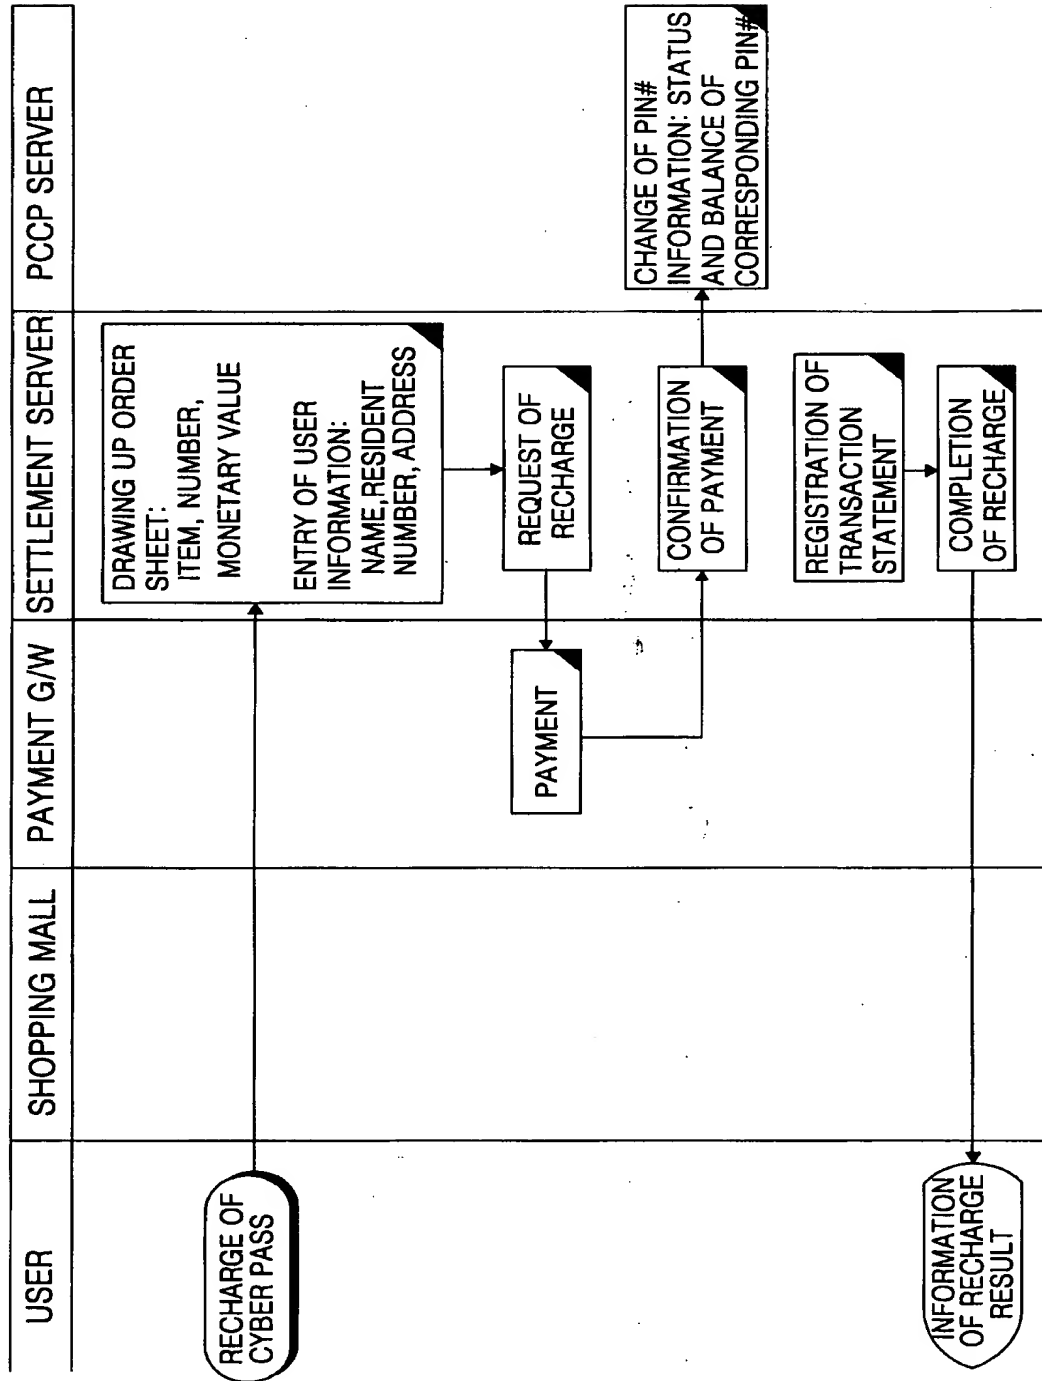 USER
SHOPPING MALL
PAYMENT G/W
SETTLEMENT SERVER
PCCP SERVER
RECHARGE OF
CYBER PASS
DRAWING UP ORDER
SHEET:
ITEM, NUMBER,
MONETARY VALUE
ENTRY OF USER
INFORMATION:
NAME,RESIDENT
NUMBER, ADDRESS
REQUEST OF
RECHARGE
PAYMENT
CONFIRMATION
OF PAYMENT
CHANGE OF PIN#
INFORMATION: STATUS
AND BALANCE OF
CORRESPONDING PIN#
REGISTRATION OF
TRANSACTION
STATEMENT
COMPLETION
OF RECHARGE
INFORMATION
OF RECHARGE
RESULT